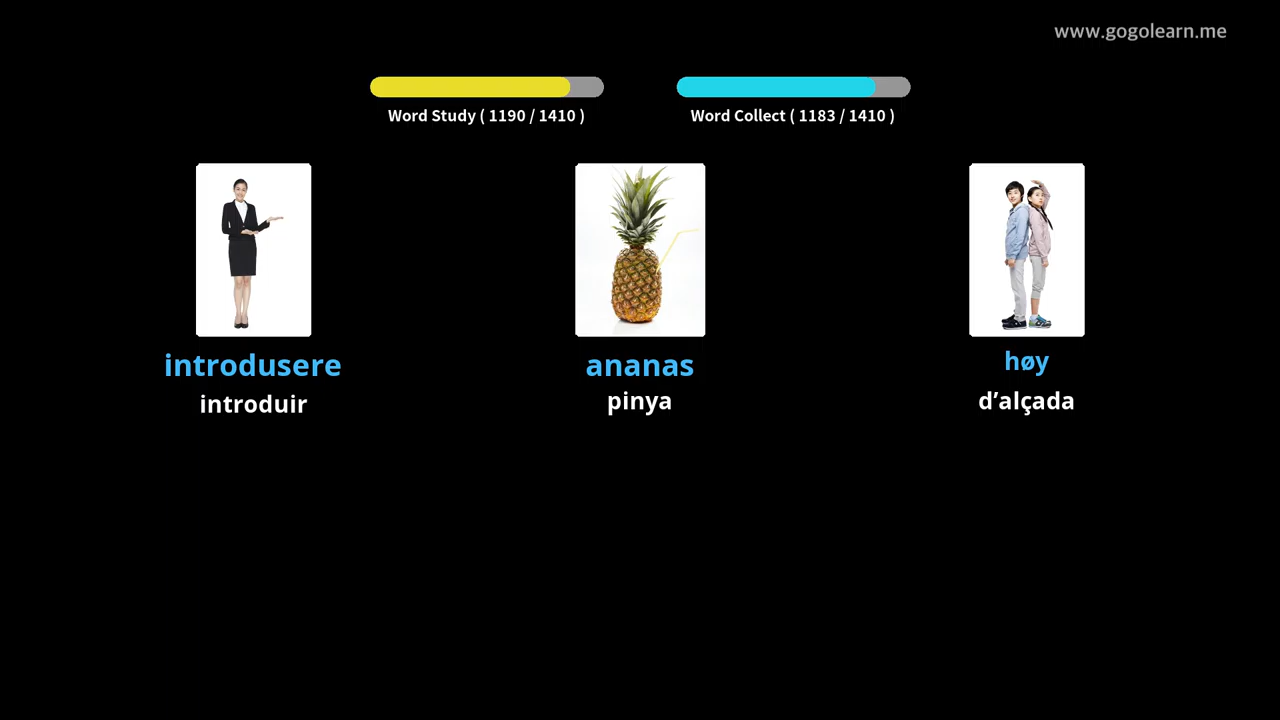 www.gogolearn.me
Word Study ( 1190 / 1410 )
Word Collect ( 1183 / 1410 )
introdusere
introduir
ananas
pinya
høy
d’alçada